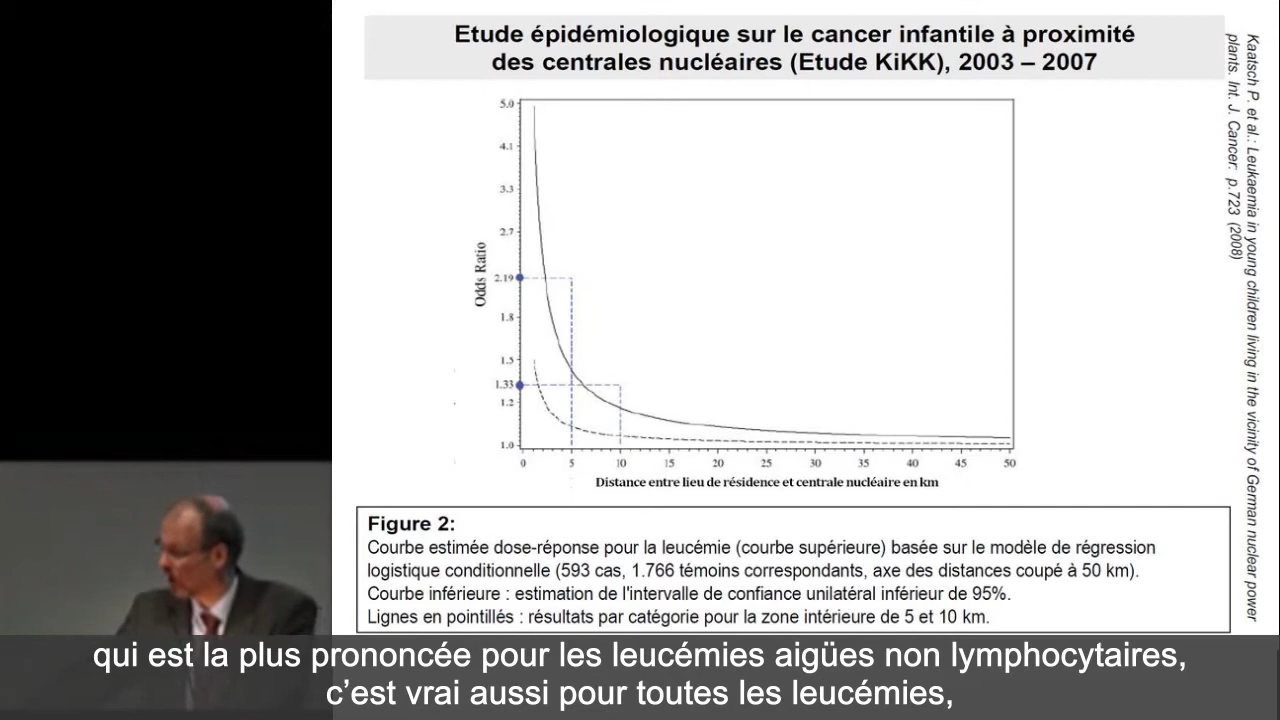 Etude épidémiologique sur le cancer infantile à proximité
des centrales nucléaires (Etude KiKK), 2003 – 2007
Kaatsch P. et al.: Leukaemia in young children living in the vicinity of German nuclear power
plants. Int. J. Cancer: p.723 (2008)
Odds Ratio
5.0
4.1
3.3
2.7
2.19
1.8
1.5
1.33
1.2
1.0
0 5 10 15 20 25 30 35 40 45 50
Distance entre lieu de résidence et centrale nucléaire en km
Figure 2:
Courbe estimée dose-réponse pour la leucémie (courbe supérieure) basée sur le modèle de régression
logistique conditionnelle (593 cas, 1.766 témoins correspondants, axe des distances coupé à 50 km).
Courbe inférieure : estimation de l'intervalle de confiance unilatéral inférieur de 95%.
Lignes en pointillés : résultats par catégorie pour la zone intérieure de 5 et 10 km.
qui est la plus prononcée pour les leucémies aigües non lymphocytaires,
c’est vrai aussi pour toutes les leucémies,